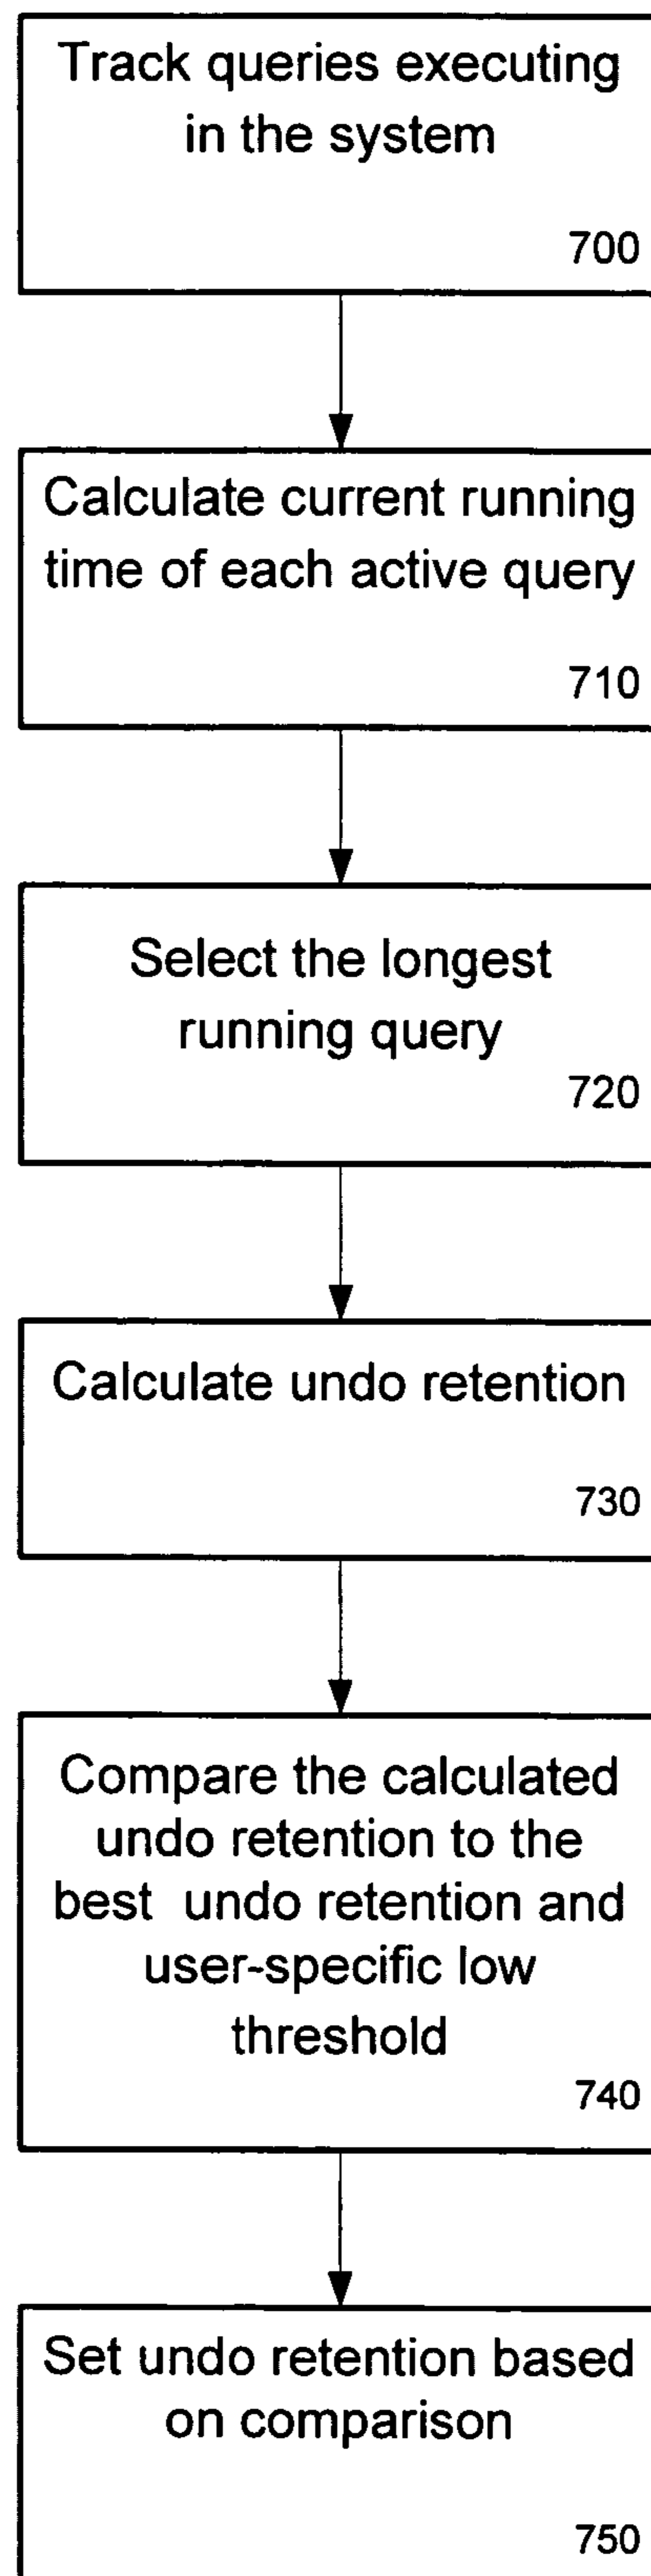 Track queries executing
in the system
700
Calculate current running
time of each active query
710
Select the longest
running query
720
Calculate undo retention
730
Compare the calculated
undo retention to the
best undo retention and
user-specific low
threshold
740
Set undo retention based
on comparison
750